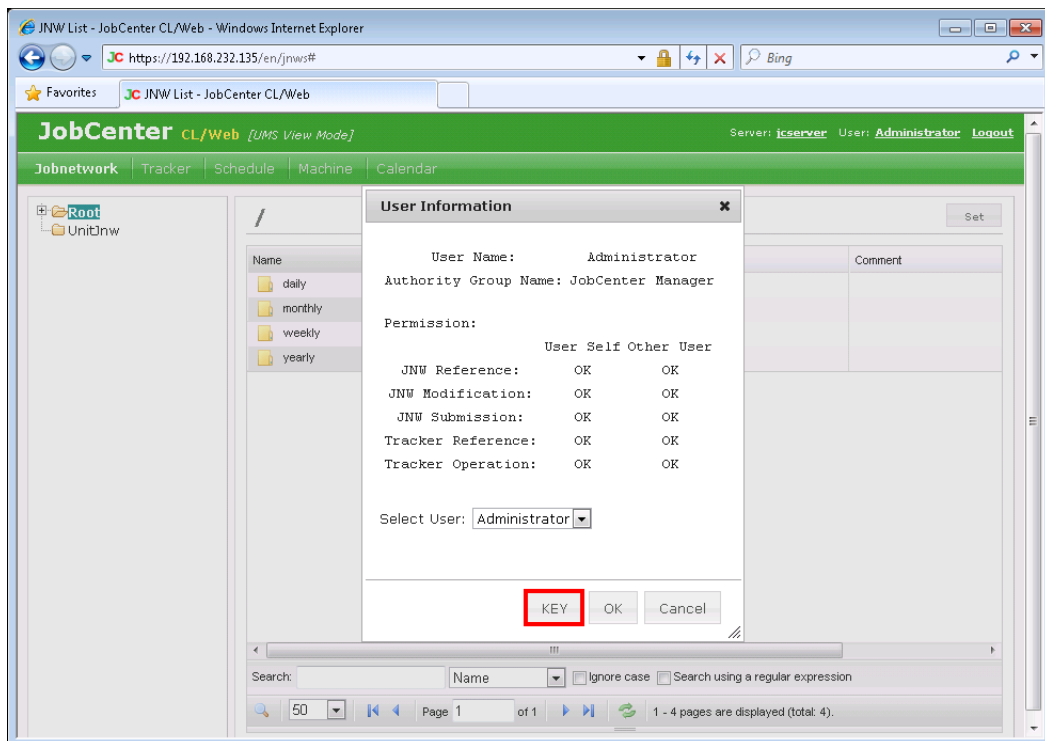 JNW List - JobCenter CL/Web - Windows Internet Explorer
JC https://192.168.232.135/en/jnws#
Bing
Favorites
JC JNW List - JobCenter CL/Web
JobCenter CL/Web [UMS View Mode]
Server: jcserver User: Administrator Logout
Jobnetwork Tracker Schedule Machine Calendar
Root
UnitJnw
/
Set
Name
Comment
daily
monthly
weekly
yearly
User Information
User Name: Administrator
Authority Group Name: JobCenter Manager
Permission:
User Self Other User
JNW Reference: OK OK
JNW Modification: OK OK
JNW Submission: OK OK
Tracker Reference: OK OK
Tracker Operation: OK OK
Select User: Administrator
KEY OK Cancel
Search: Name Ignore case Search using a regular expression
50 Page 1 of 1 1 - 4 pages are displayed (total: 4).